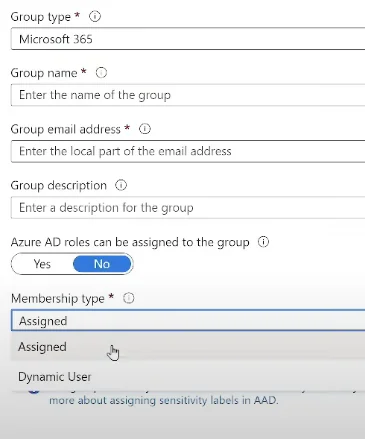 Group type *
Microsoft 365
Group name *
Enter the name of the group
Group email address *
Enter the local part of the email address
Group description
Enter a description for the group
Azure AD roles can be assigned to the group
Yes No
Membership type *
Assigned
Assigned
Dynamic User
more about assigning sensitivity labels in AAD.